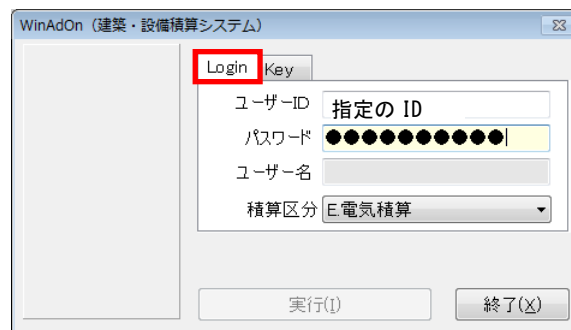 WinAdOn（建築・設備積算システム）
Login Key
ユーザーID 指定の ID
パスワード ●●●●●●●●●●
ユーザー名
積算区分 E.電気積算
実行(I) 終了(X)